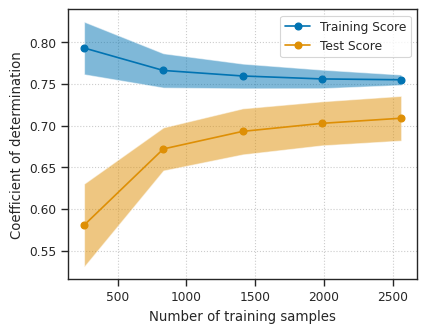 Training Score
Test Score
Coefficient of determination
0.80
0.75
0.70
0.65
0.60
0.55
500
1000
1500
2000
2500
Number of training samples